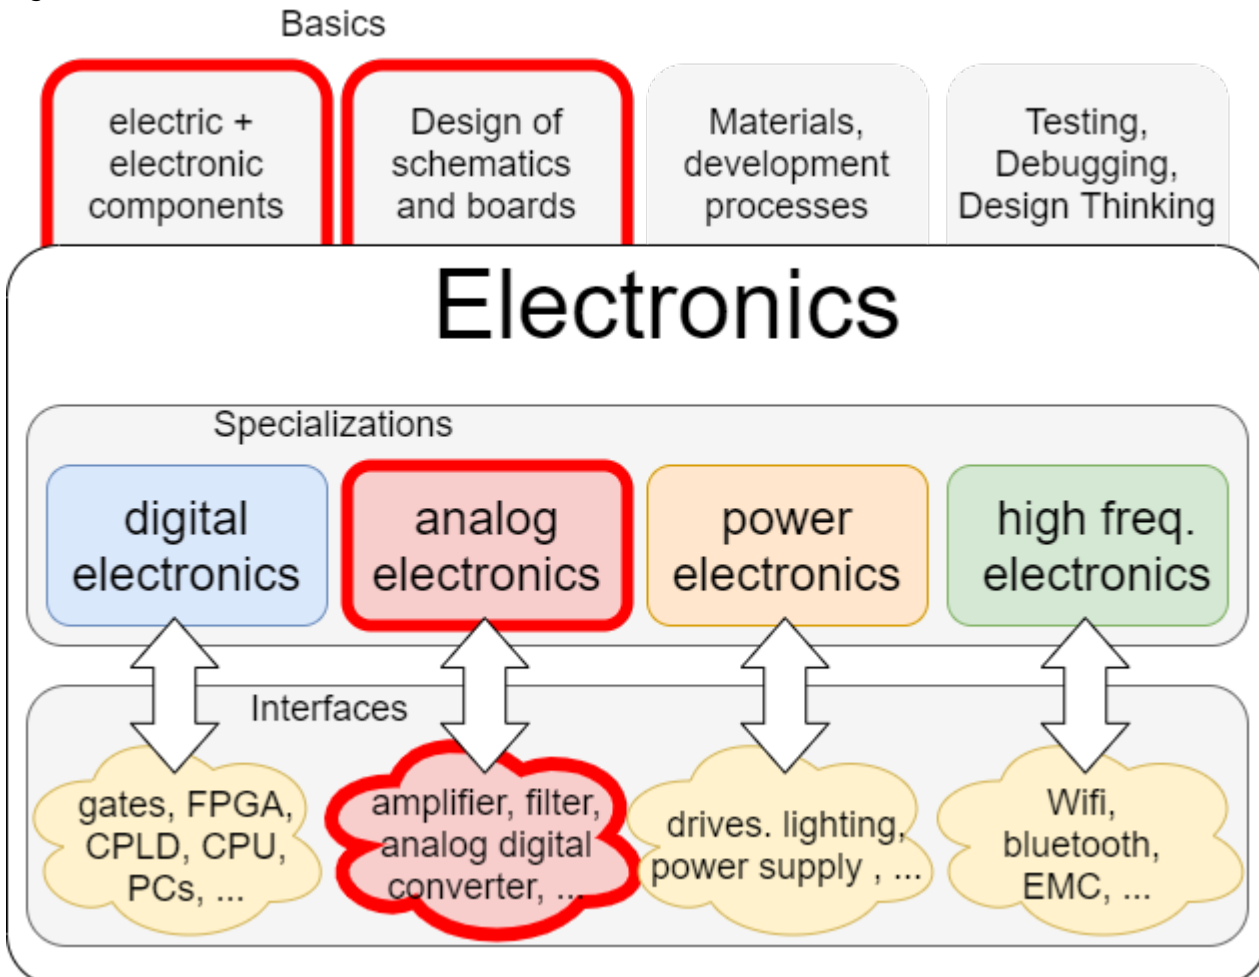 Basics
electric +
electronic
components
Design of
schematics
and boards
Materials,
development
processes
Testing,
Debugging,
Design Thinking
Electronics
Specializations
digital
electronics
analog
electronics
power
electronics
high freq.
electronics
Interfaces
gates, FPGA,
CPLD, CPU,
PCs, ...
amplifier, filter,
analog digital
converter, ...
drives. lighting,
power supply , ...
Wifi,
bluetooth,
EMC, ...